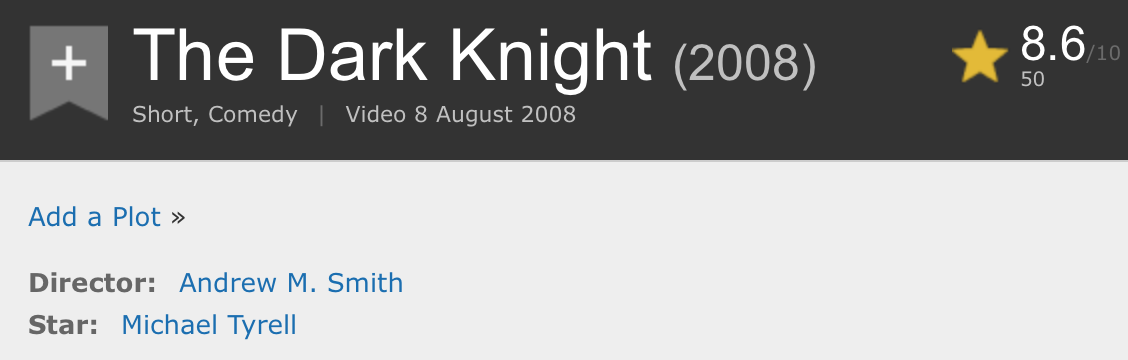 The Dark Knight (2008)
8.6/10
50
Short, Comedy | Video 8 August 2008
Add a Plot »
Director: Andrew M. Smith
Star: Michael Tyrell